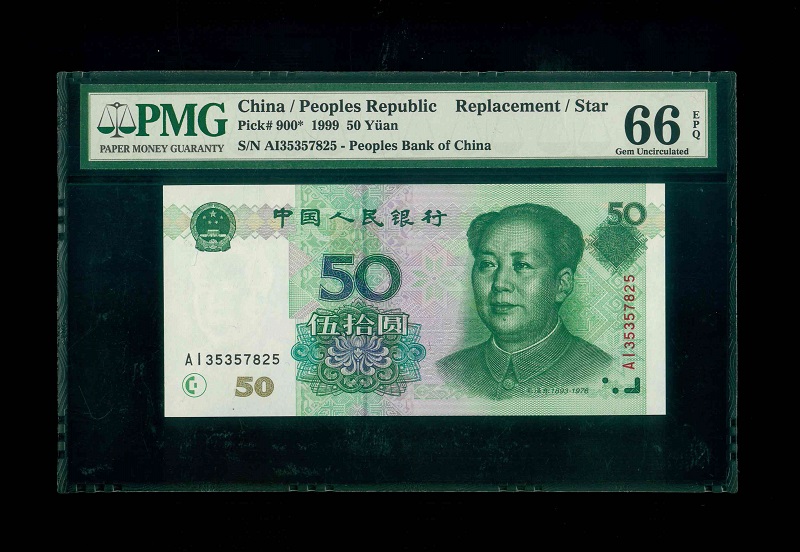 PMG
PAPER MONEY GUARANTY
China / Peoples Republic Replacement / Star
Pick# 900* 1999 50 Yüan
S/N AI35357825 - Peoples Bank of China
66
EPQ
Gem Uncirculated
中国人民银行
50
50
伍拾圆
AI35357825
50
AI35357825
1893-1976